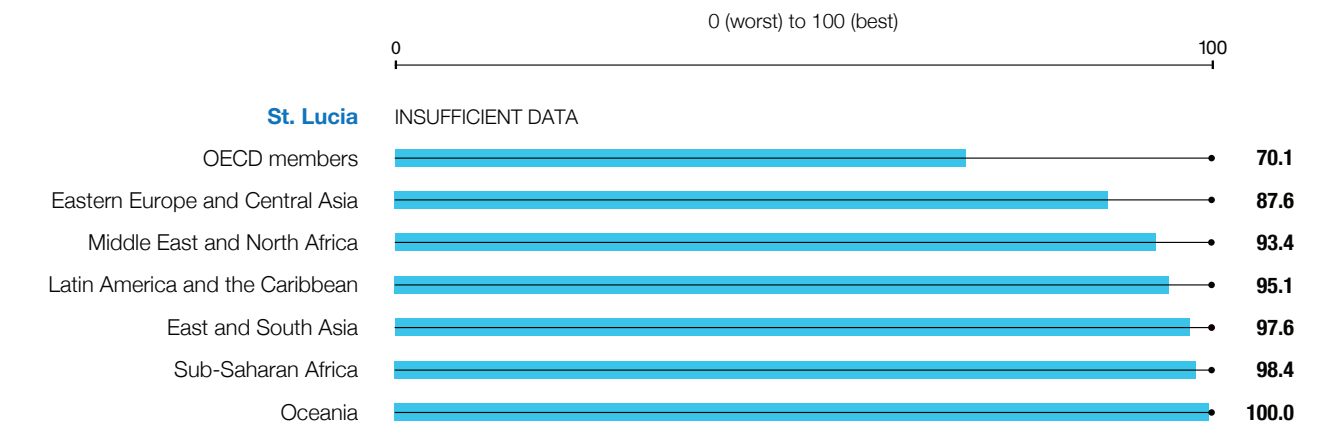 0 (worst) to 100 (best)
0 100
St. Lucia INSUFFICIENT DATA
OECD members 70.1
Eastern Europe and Central Asia 87.6
Middle East and North Africa 93.4
Latin America and the Caribbean 95.1
East and South Asia 97.6
Sub-Saharan Africa 98.4
Oceania 100.0